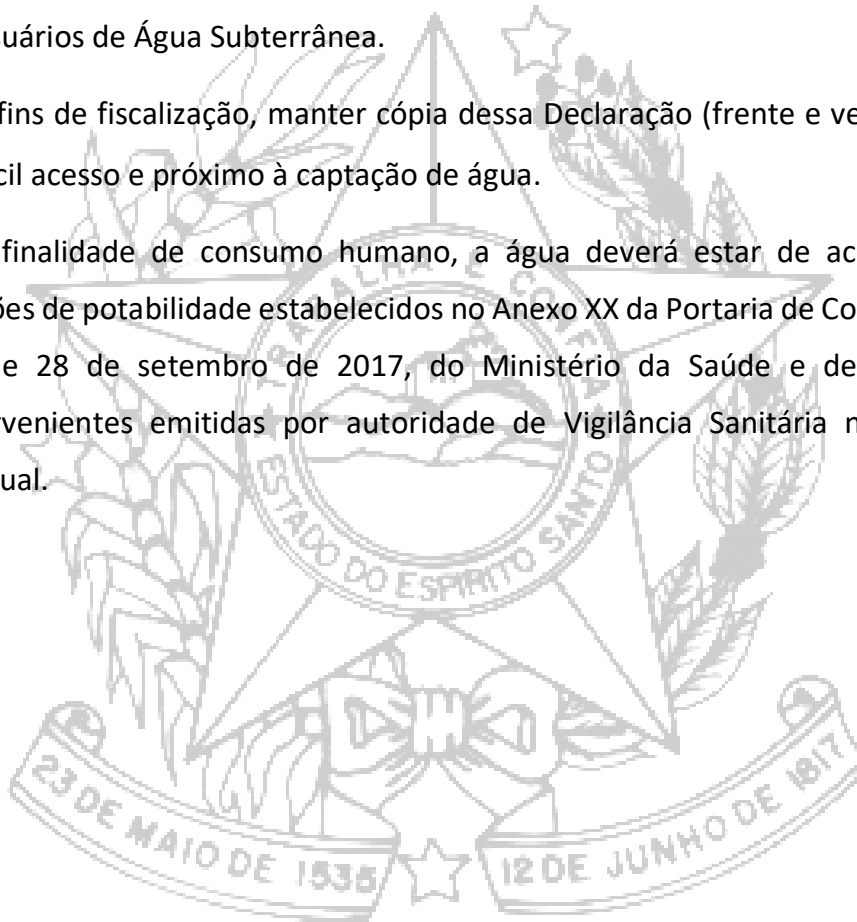 suários de Água Subterrânea.
fins de fiscalização, manter cópia dessa Declaração (frente e ve
cil acesso e próximo à captação de água.
finalidade de consumo humano, a água deverá estar de ac
ões de potabilidade estabelecidos no Anexo XX da Portaria de Co
e 28 de setembro de 2017, do Ministério da Saúde e de
rvenientes emitidas por autoridade de Vigilância Sanitária n
ual.
TRABALHA E CONFIA
ESTADO DO ESPIRITO SANTO
23 DE MAIO DE 1535
12 DE JUNHO DE 1817